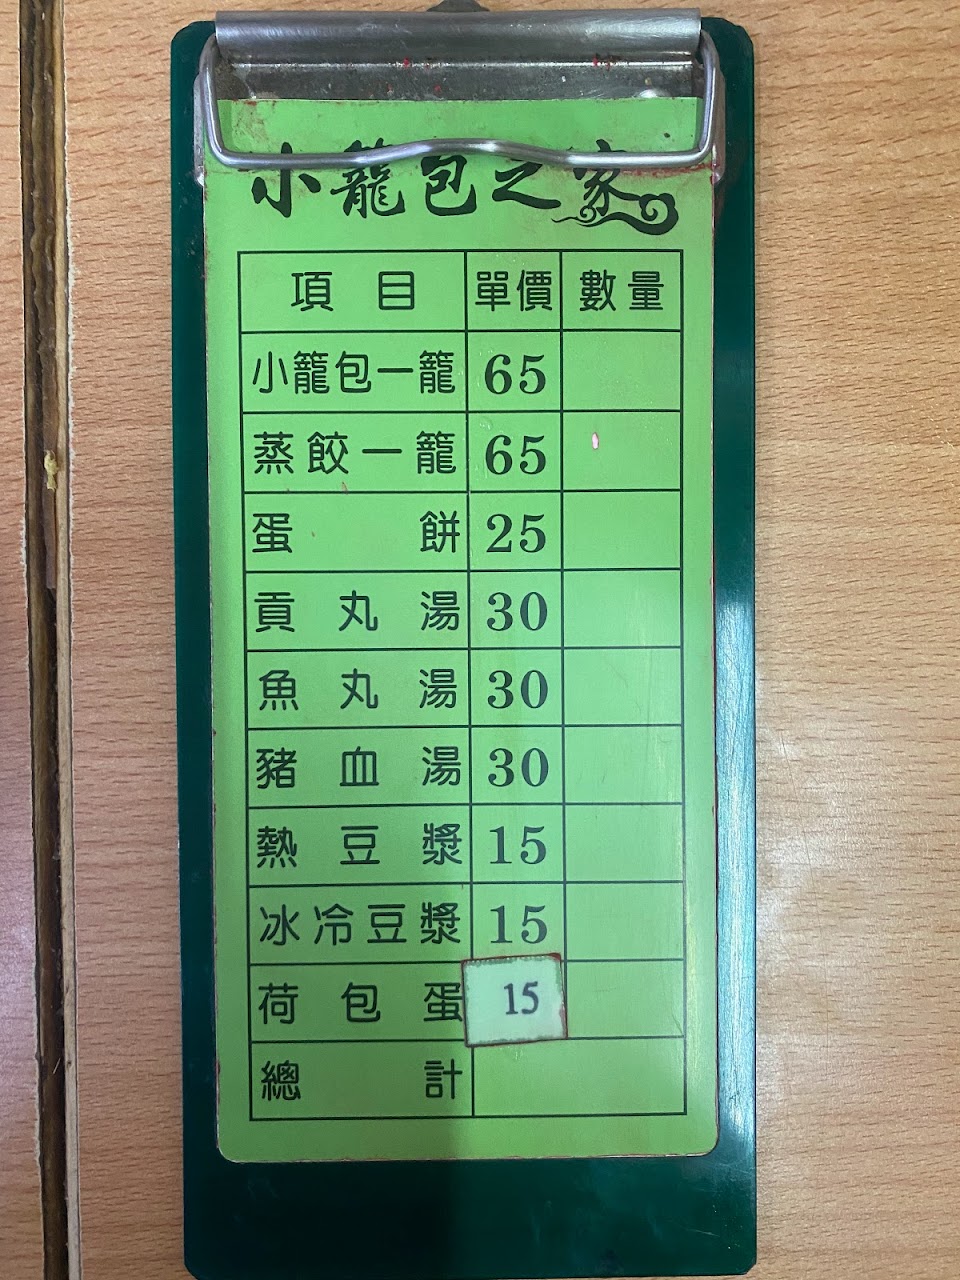 小籠包之家
項目 單價 數量
小籠包一籠 65
蒸餃一籠 65
蛋餅 25
貢丸湯 30
魚丸湯 30
豬血湯 30
熱豆漿 15
冰冷豆漿 15
荷包蛋 15
總計